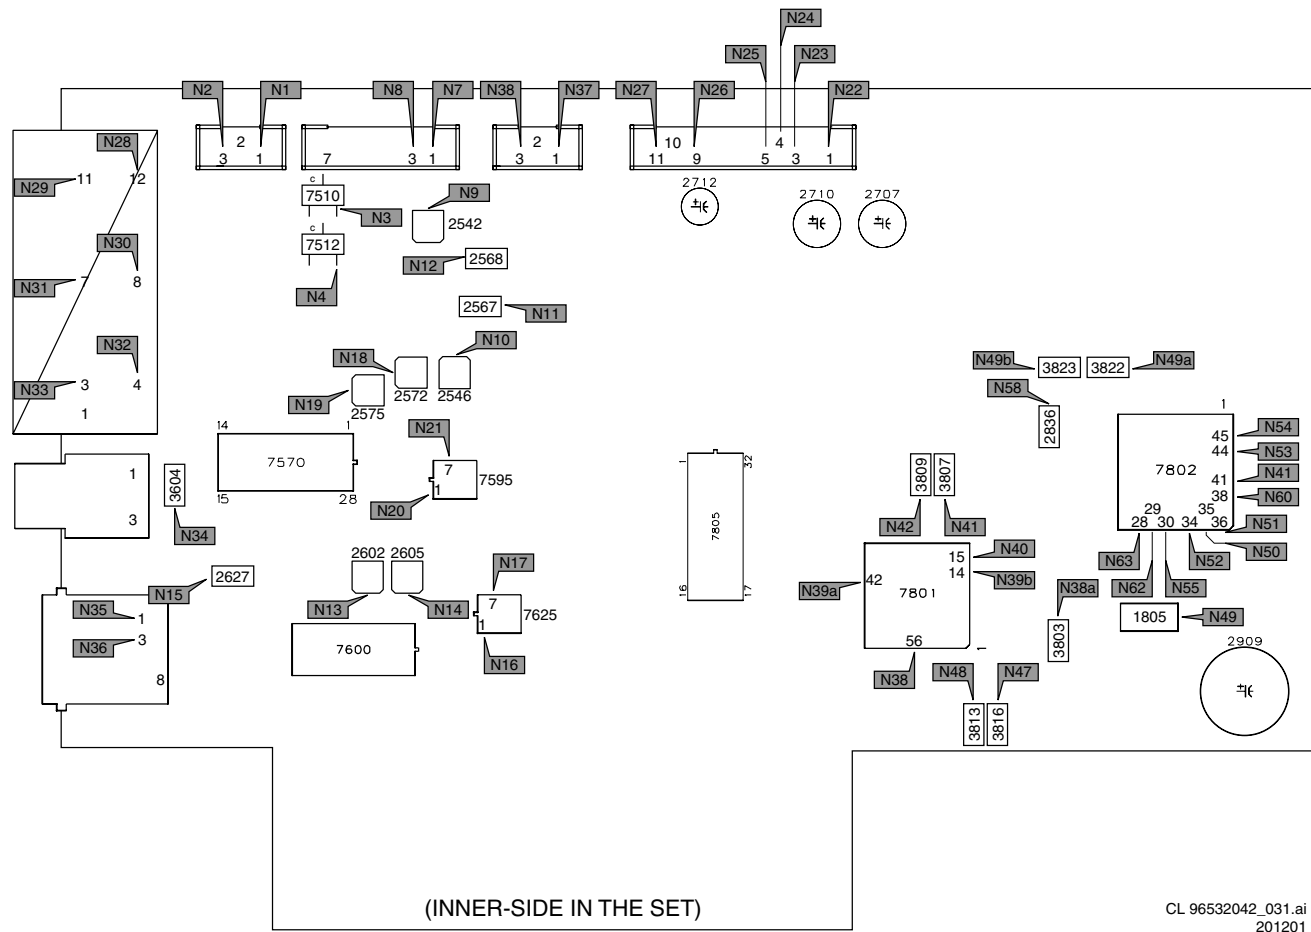 N24
N25 N23
N2 N1 N8 N7 N38 N37 N27 N26 N22
N28 2 2 10 4
3 1 7 3 1 3 1 11 9 5 3 1
N29 11 12
c 7510 N3 N9 2542 2712 2710 2707
c 7512 N12 2568
N30
N31 7 8 N4
2567 N11
N32 N18 N10
N33 3 4 2572 2546 N49b 3823 3822 N49a
1 N19 2575 N58 2836
14 1 N21 1
7570 7 7595 1 32 3809 3807 45 N54
44 N53
1 3604 7802 41 N41
15 28 1 N20 38 N60
3 7805 29 35
N34 N42 N41 28 30 34 36 N51
N50
2602 2605 N17 15 N40 N63 N52
N15 2627 16 17 N39a 42 14 N39b N62 N55
7801 N38a
N35 1 N13 N14 7 7625 1805 N49
N36 3 1 56 1 3803
7600 N16 2909
8 N38 N48 N47
3813 3816
(INNER-SIDE IN THE SET)
CL 96532042_031.ai
201201